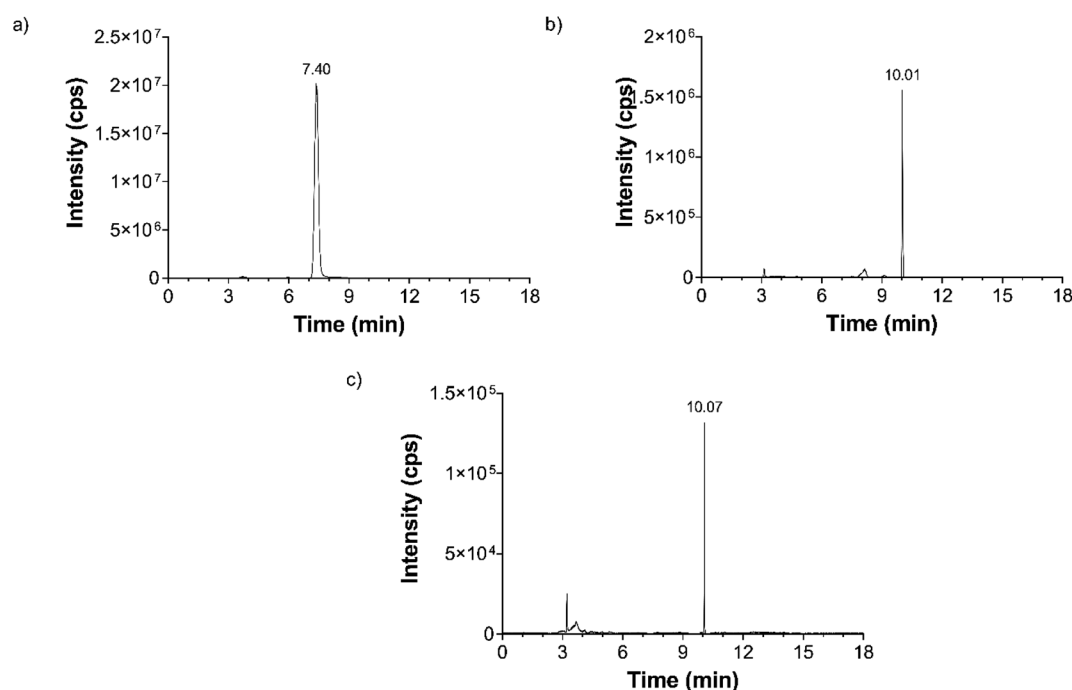 a)
Intensity (cps)
2.5×10⁷
2×10⁷
1.5×10⁷
1×10⁷
5×10⁶
0
7.40
0 3 6 9 12 15 18
Time (min)
b)
Intensity (cps)
2×10⁶
1.5×10⁶
1×10⁶
5×10⁵
0
10.01
0 3 6 9 12 15 18
Time (min)
c)
Intensity (cps)
1.5×10⁵
1×10⁵
5×10⁴
0
10.07
0 3 6 9 12 15 18
Time (min)